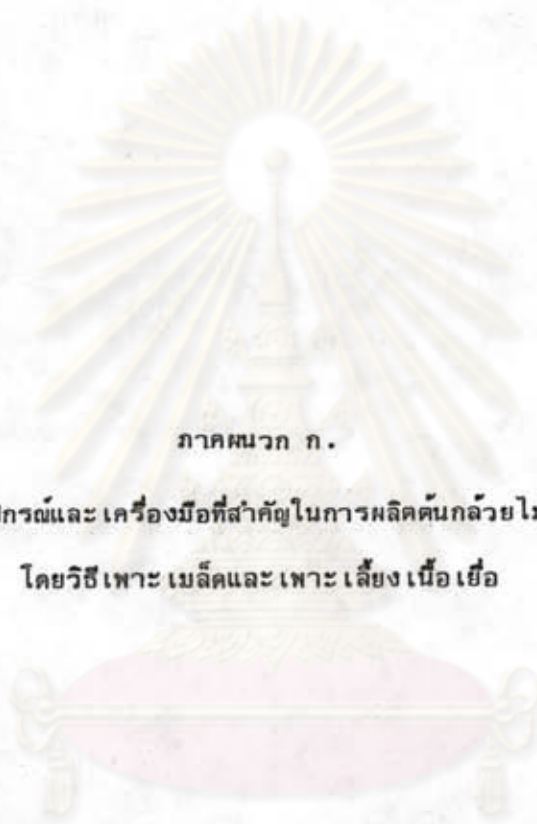 ภาคผนวก ก.
ปกรณ์และเครื่องมือที่สำคัญในการผลิตต้นกล้วยไม
โดยวิธีเพาะเมล็ดและเพาะเลี้ยงเนื้อเยื่อ